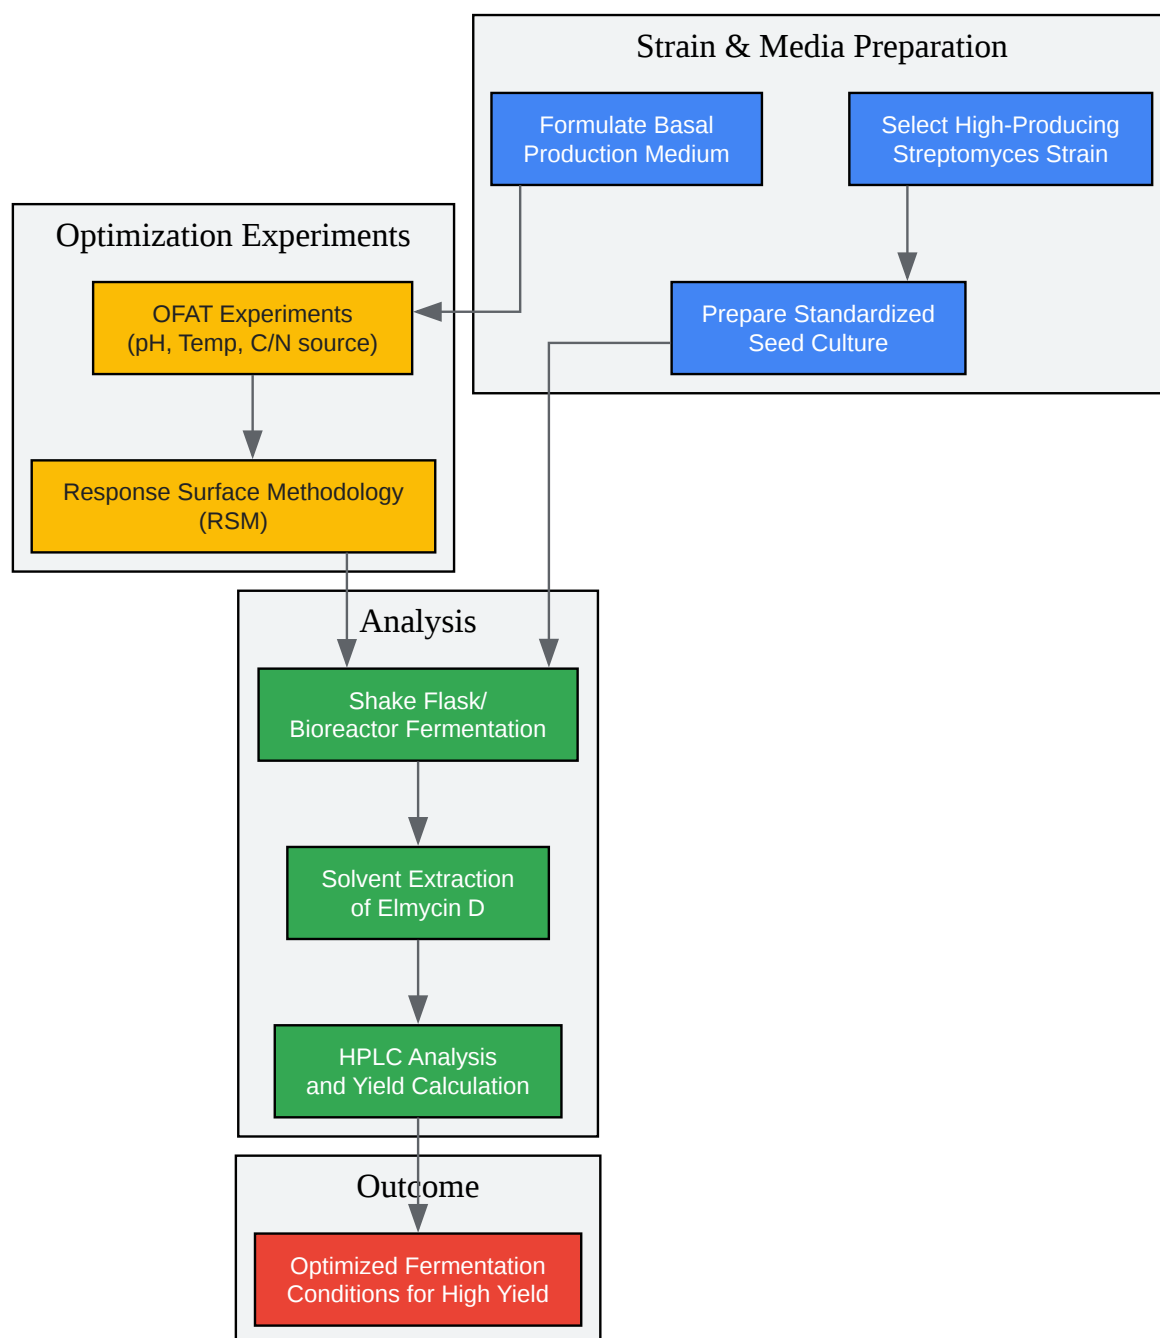 Strain & Media Preparation
Formulate Basal
Production Medium
Select High-Producing
Streptomyces Strain
Prepare Standardized
Seed Culture
Optimization Experiments
OFAT Experiments
(pH, Temp, C/N source)
Response Surface Methodology
(RSM)
Analysis
Shake Flask/
Bioreactor Fermentation
Solvent Extraction
of Elmycin D
HPLC Analysis
and Yield Calculation
Outcome
Optimized Fermentation
Conditions for High Yield